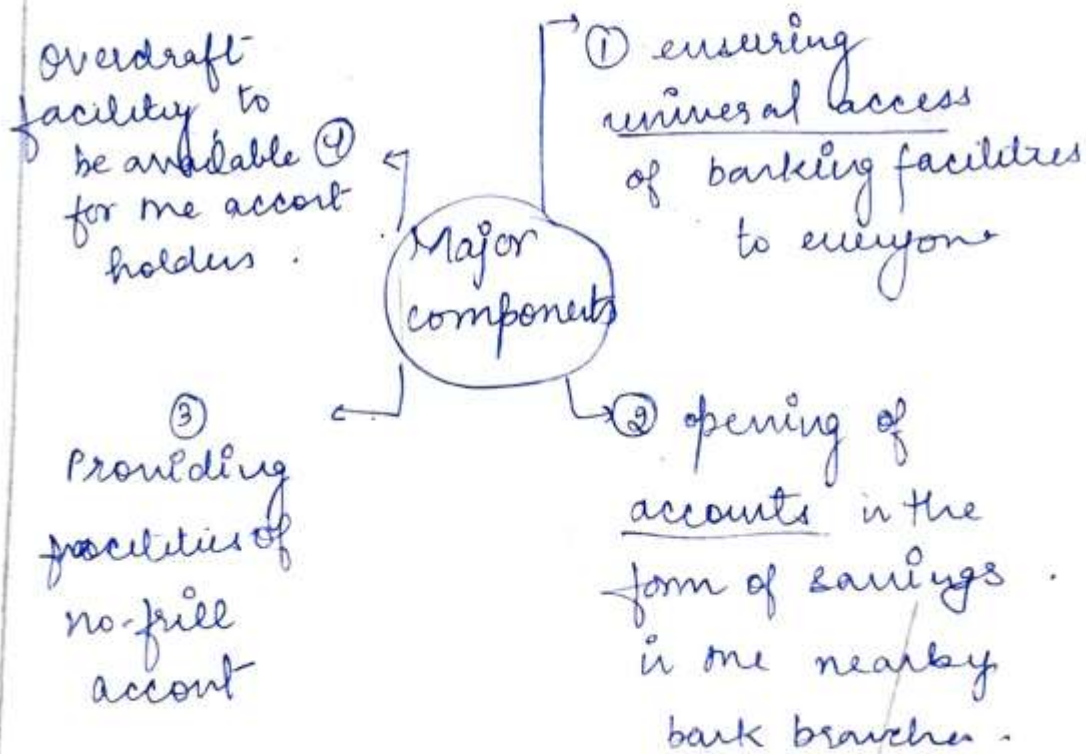 Major
components
① ensuring
universal access
of banking facilities
to everyone
② opening of
accounts in the
form of savings
in the nearby
bank branches.
③
Providing
facilities of
no-frill
account
Overdraft
facility to
be available ④
for the account
holders.